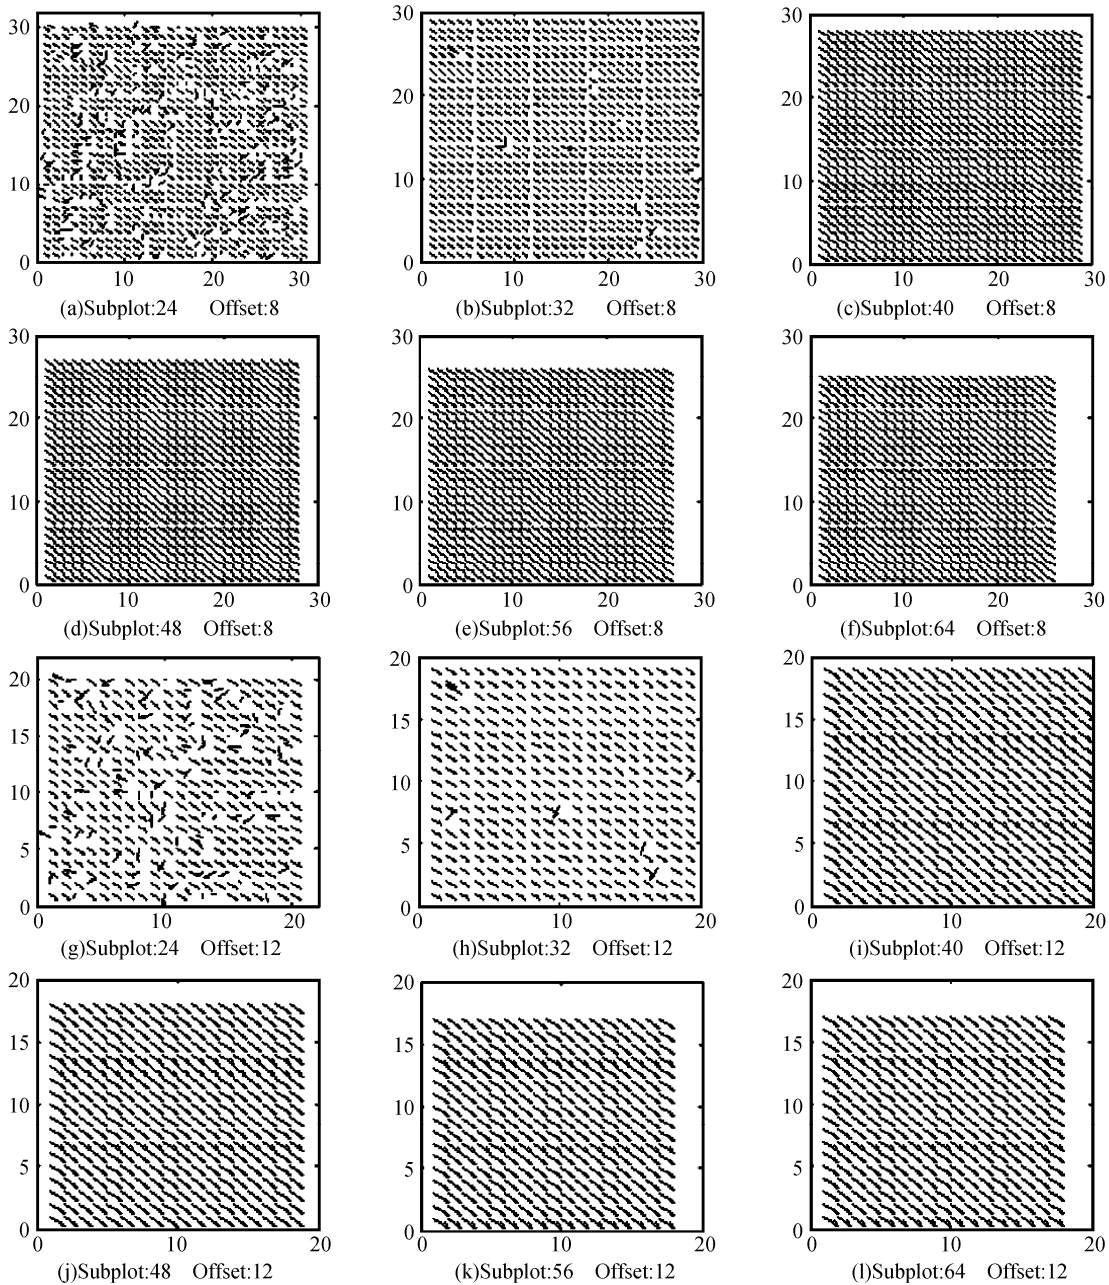 30
20
10
0
0 10 20 30
(a)Subplot:24 Offset:8
30
20
10
0
0 10 20 30
(b)Subplot:32 Offset:8
30
20
10
0
0 10 20 30
(c)Subplot:40 Offset:8
30
20
10
0
0 10 20 30
(d)Subplot:48 Offset:8
30
20
10
0
0 10 20 30
(e)Subplot:56 Offset:8
30
20
10
0
0 10 20 30
(f)Subplot:64 Offset:8
20
15
10
5
0
0 10 20
(g)Subplot:24 Offset:12
20
15
10
5
0
0 10 20
(h)Subplot:32 Offset:12
20
15
10
5
0
0 10 20
(i)Subplot:40 Offset:12
20
15
10
5
0
0 10 20
(j)Subplot:48 Offset:12
20
15
10
5
0
0 10 20
(k)Subplot:56 Offset:12
20
15
10
5
0
0 10 20
(l)Subplot:64 Offset:12